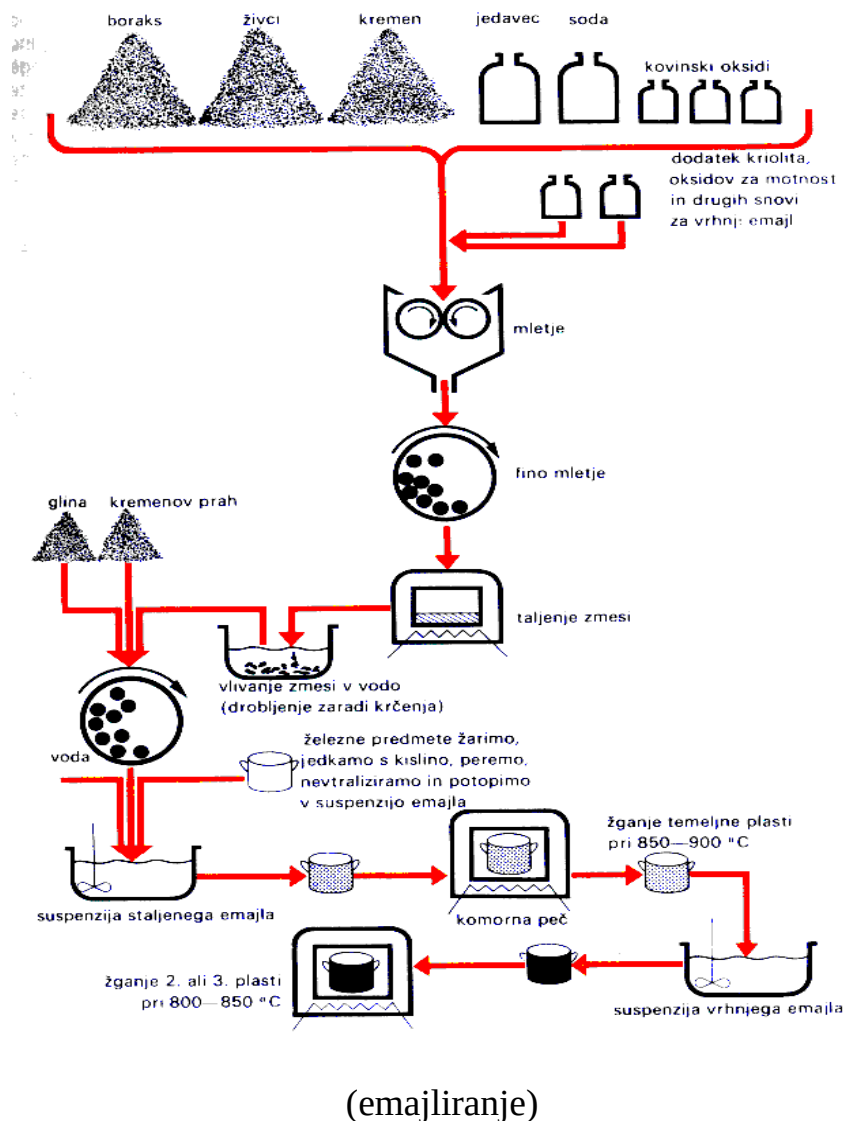 boraks
živci
kremen
jedavec
soda
kovinski oksidi
dodatek kriolita,
oksidov za motnost
in drugih snovi
za vrhnji emajl
mletje
fino mletje
glina
kremenov prah
taljenje zmesi
vlivanje zmesi v vodo
(drobljenje zaradi krčenja)
voda
železne predmete žarimo,
jedkamo s kislino, peremo,
nevtraliziramo in potopimo
v suspenzijo emajla
žganje temeljne plasti
pri 850—900 °C
suspenzija staljenega emajla
komorna peč
žganje 2. ali 3. plasti
pri 800—850 °C
suspenzija vrhnjega emajla
(emajliranje)